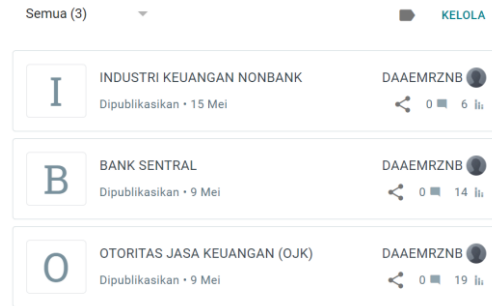 Semua (3)
KELOLA
I
INDUSTRI KEUANGAN NONBANK
DAAEMRZNB
Dipublikasikan • 15 Mei
0 6
B
BANK SENTRAL
DAAEMRZNB
Dipublikasikan • 9 Mei
0 14
O
OTORITAS JASA KEUANGAN (OJK)
DAAEMRZNB
Dipublikasikan • 9 Mei
0 19